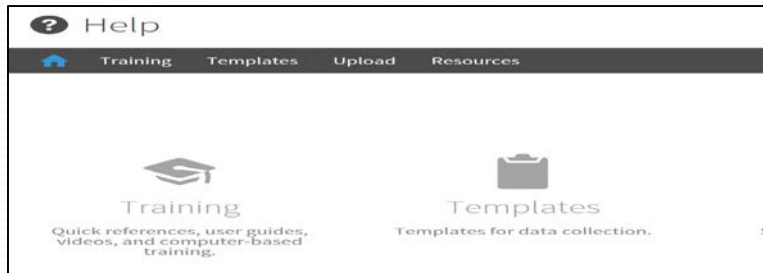 ? Help
Training Templates Upload Resources
Training
Quick references, user guides,
videos, and computer-based
training.
Templates
Templates for data collection.